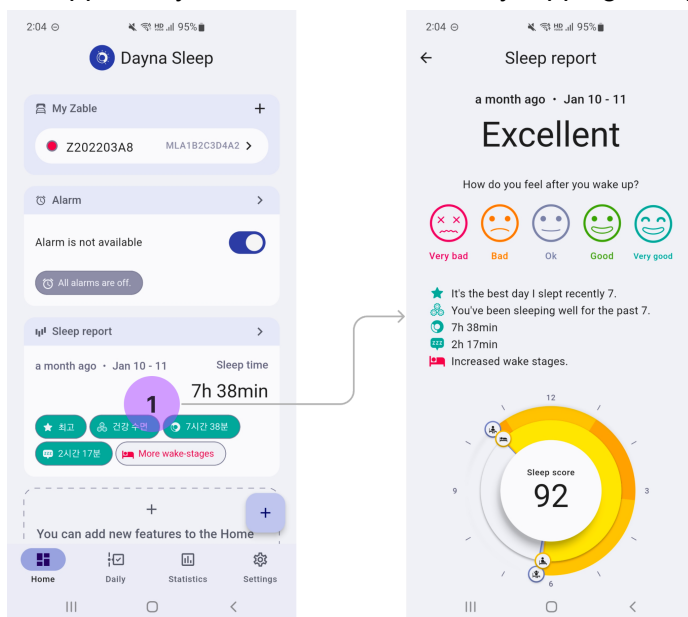 2:04
95%
Dayna Sleep
My Zable
+
Z202203A8
MLA1B2C3D4A2
Alarm
Alarm is not available
All alarms are off.
Sleep report
a month ago • Jan 10 - 11
Sleep time
7h 38min
1
최고
건강 수면
7시간 38분
2시간 17분
More wake-stages
+
+
You can add new features to the Home
Home
Daily
Statistics
Settings
2:04
95%
Sleep report
a month ago • Jan 10 - 11
Excellent
How do you feel after you wake up?
Very bad
Bad
Ok
Good
Very good
It's the best day I slept recently 7.
You've been sleeping well for the past 7.
7h 38min
2h 17min
Increased wake stages.
12
9
Sleep score
92
3
6